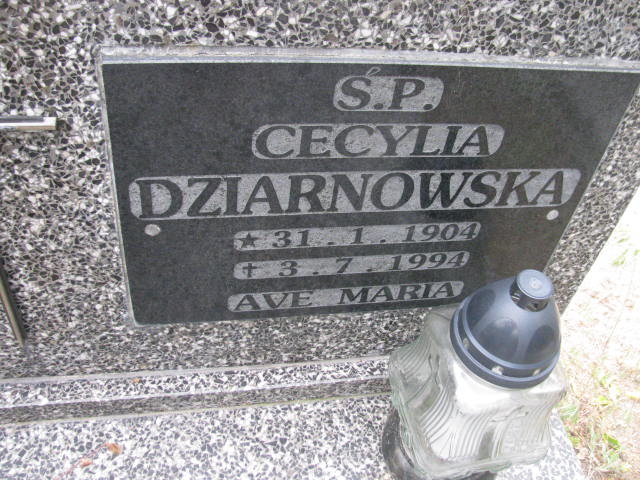 Ś.P.
CECYLIA
DZIARNOWSKA
★ 31.1.1904
✝ 3.7.1994
AVE MARIA